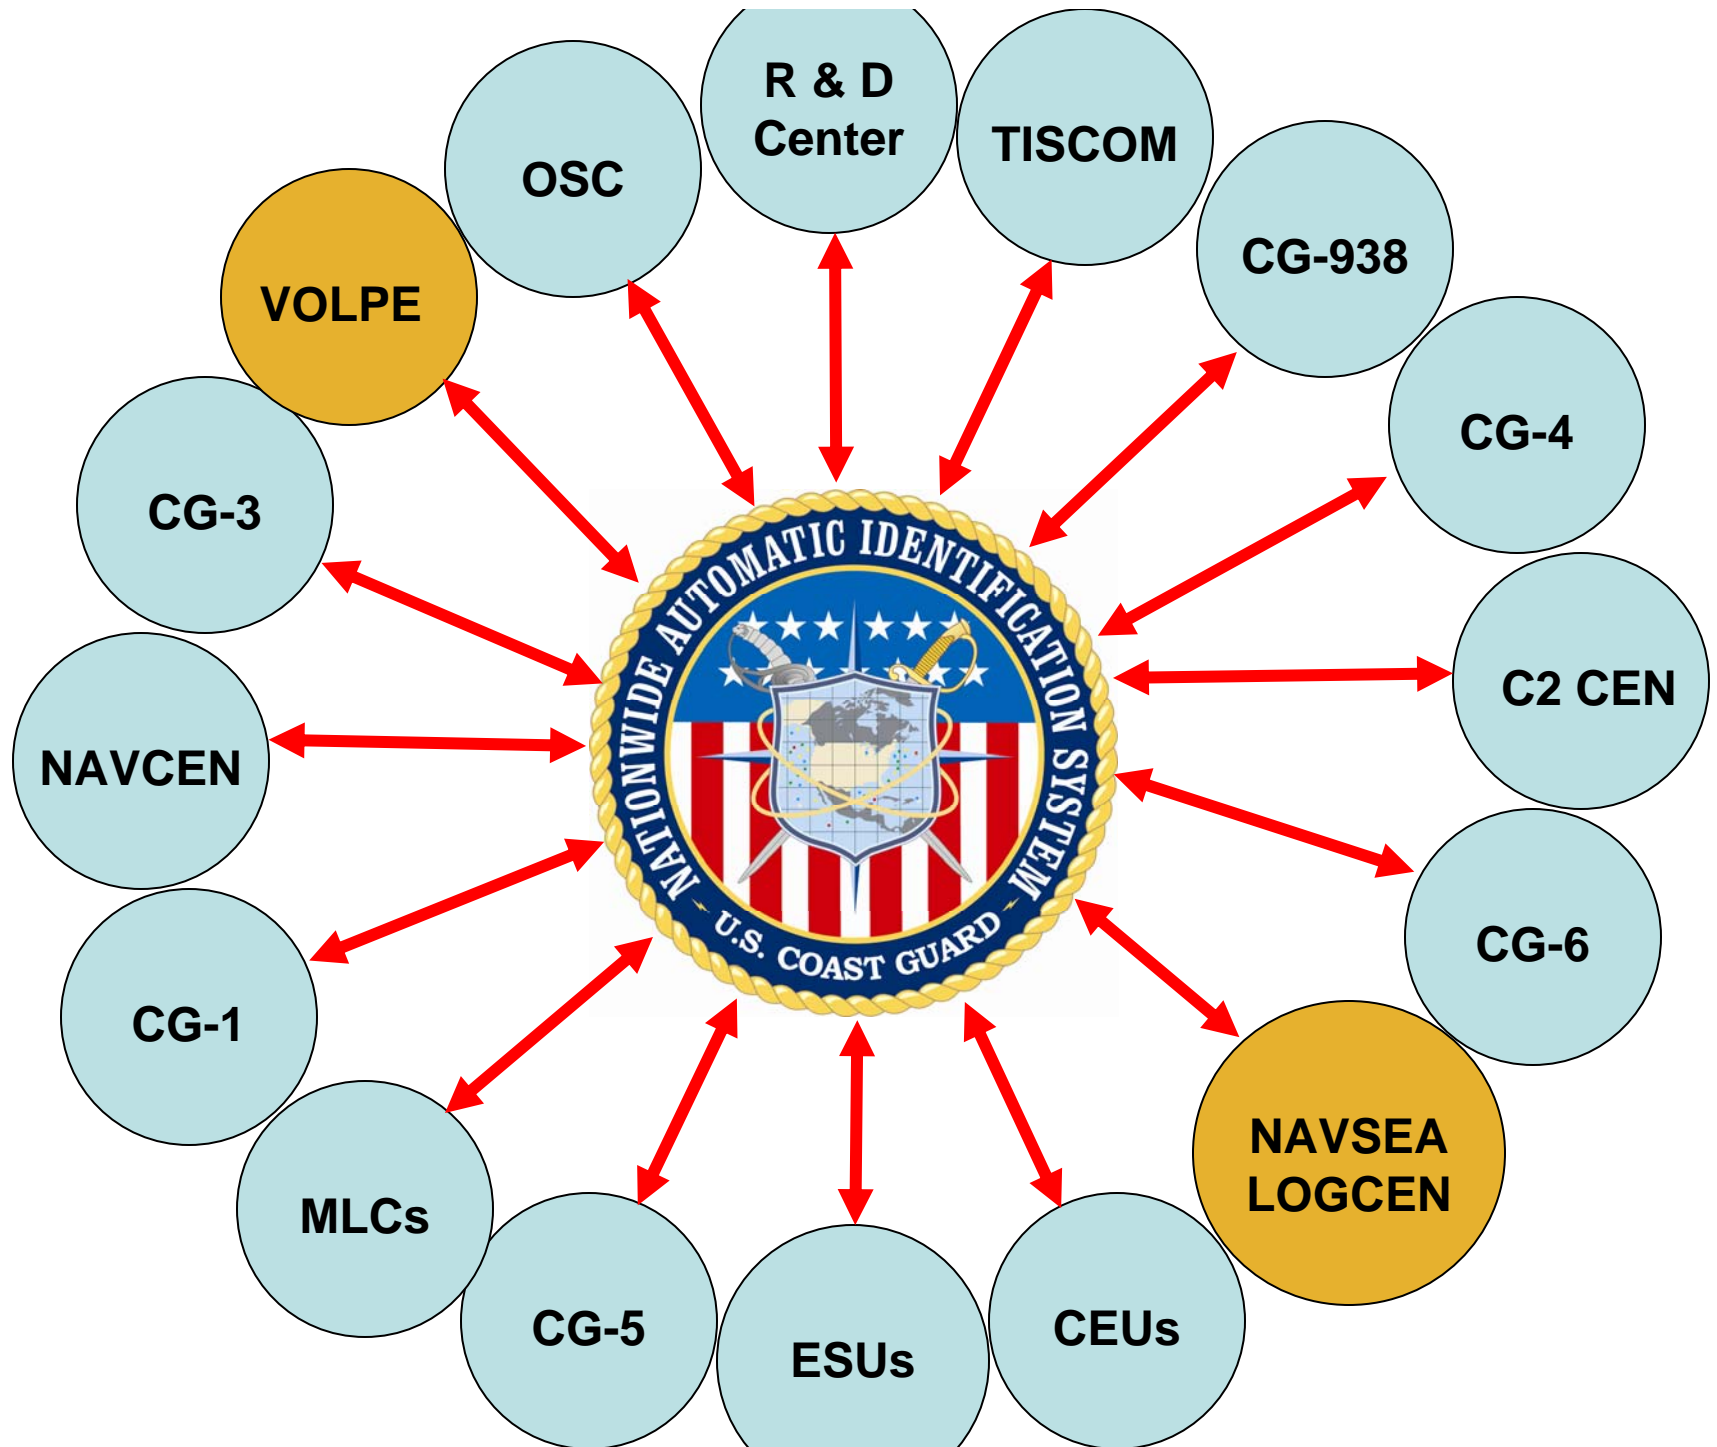 R & D
Center
TISCOM
OSC
CG-938
VOLPE
CG-4
CG-3
NATIONWIDE AUTOMATIC IDENTIFICATION SYSTEM
U.S. COAST GUARD
C2 CEN
NAVCEN
CG-6
CG-1
NAVSEA
LOGCEN
MLCs
CG-5
ESUs
CEUs